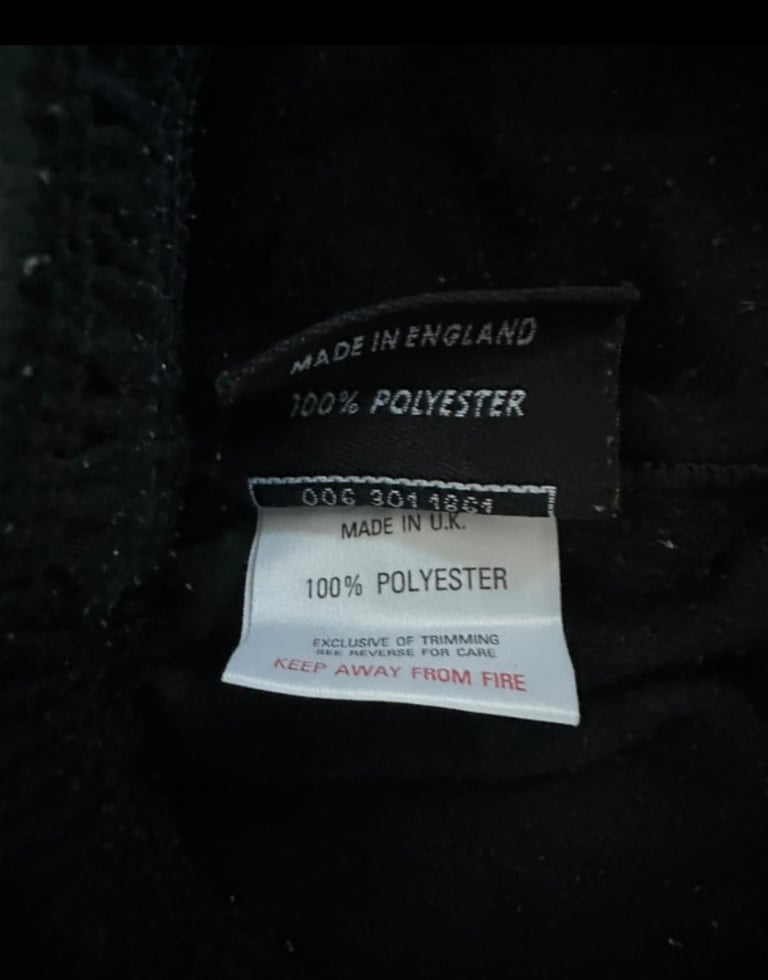 MADE IN ENGLAND
100% POLYESTER
006 301 1861
MADE IN U.K.
100% POLYESTER
EXCLUSIVE OF TRIMMING
SEE REVERSE FOR CARE
KEEP AWAY FROM FIRE